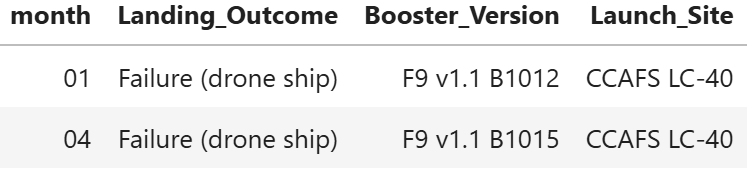 month Landing_Outcome Booster_Version Launch_Site
01 Failure (drone ship) F9 v1.1 B1012 CCAFS LC-40
04 Failure (drone ship) F9 v1.1 B1015 CCAFS LC-40